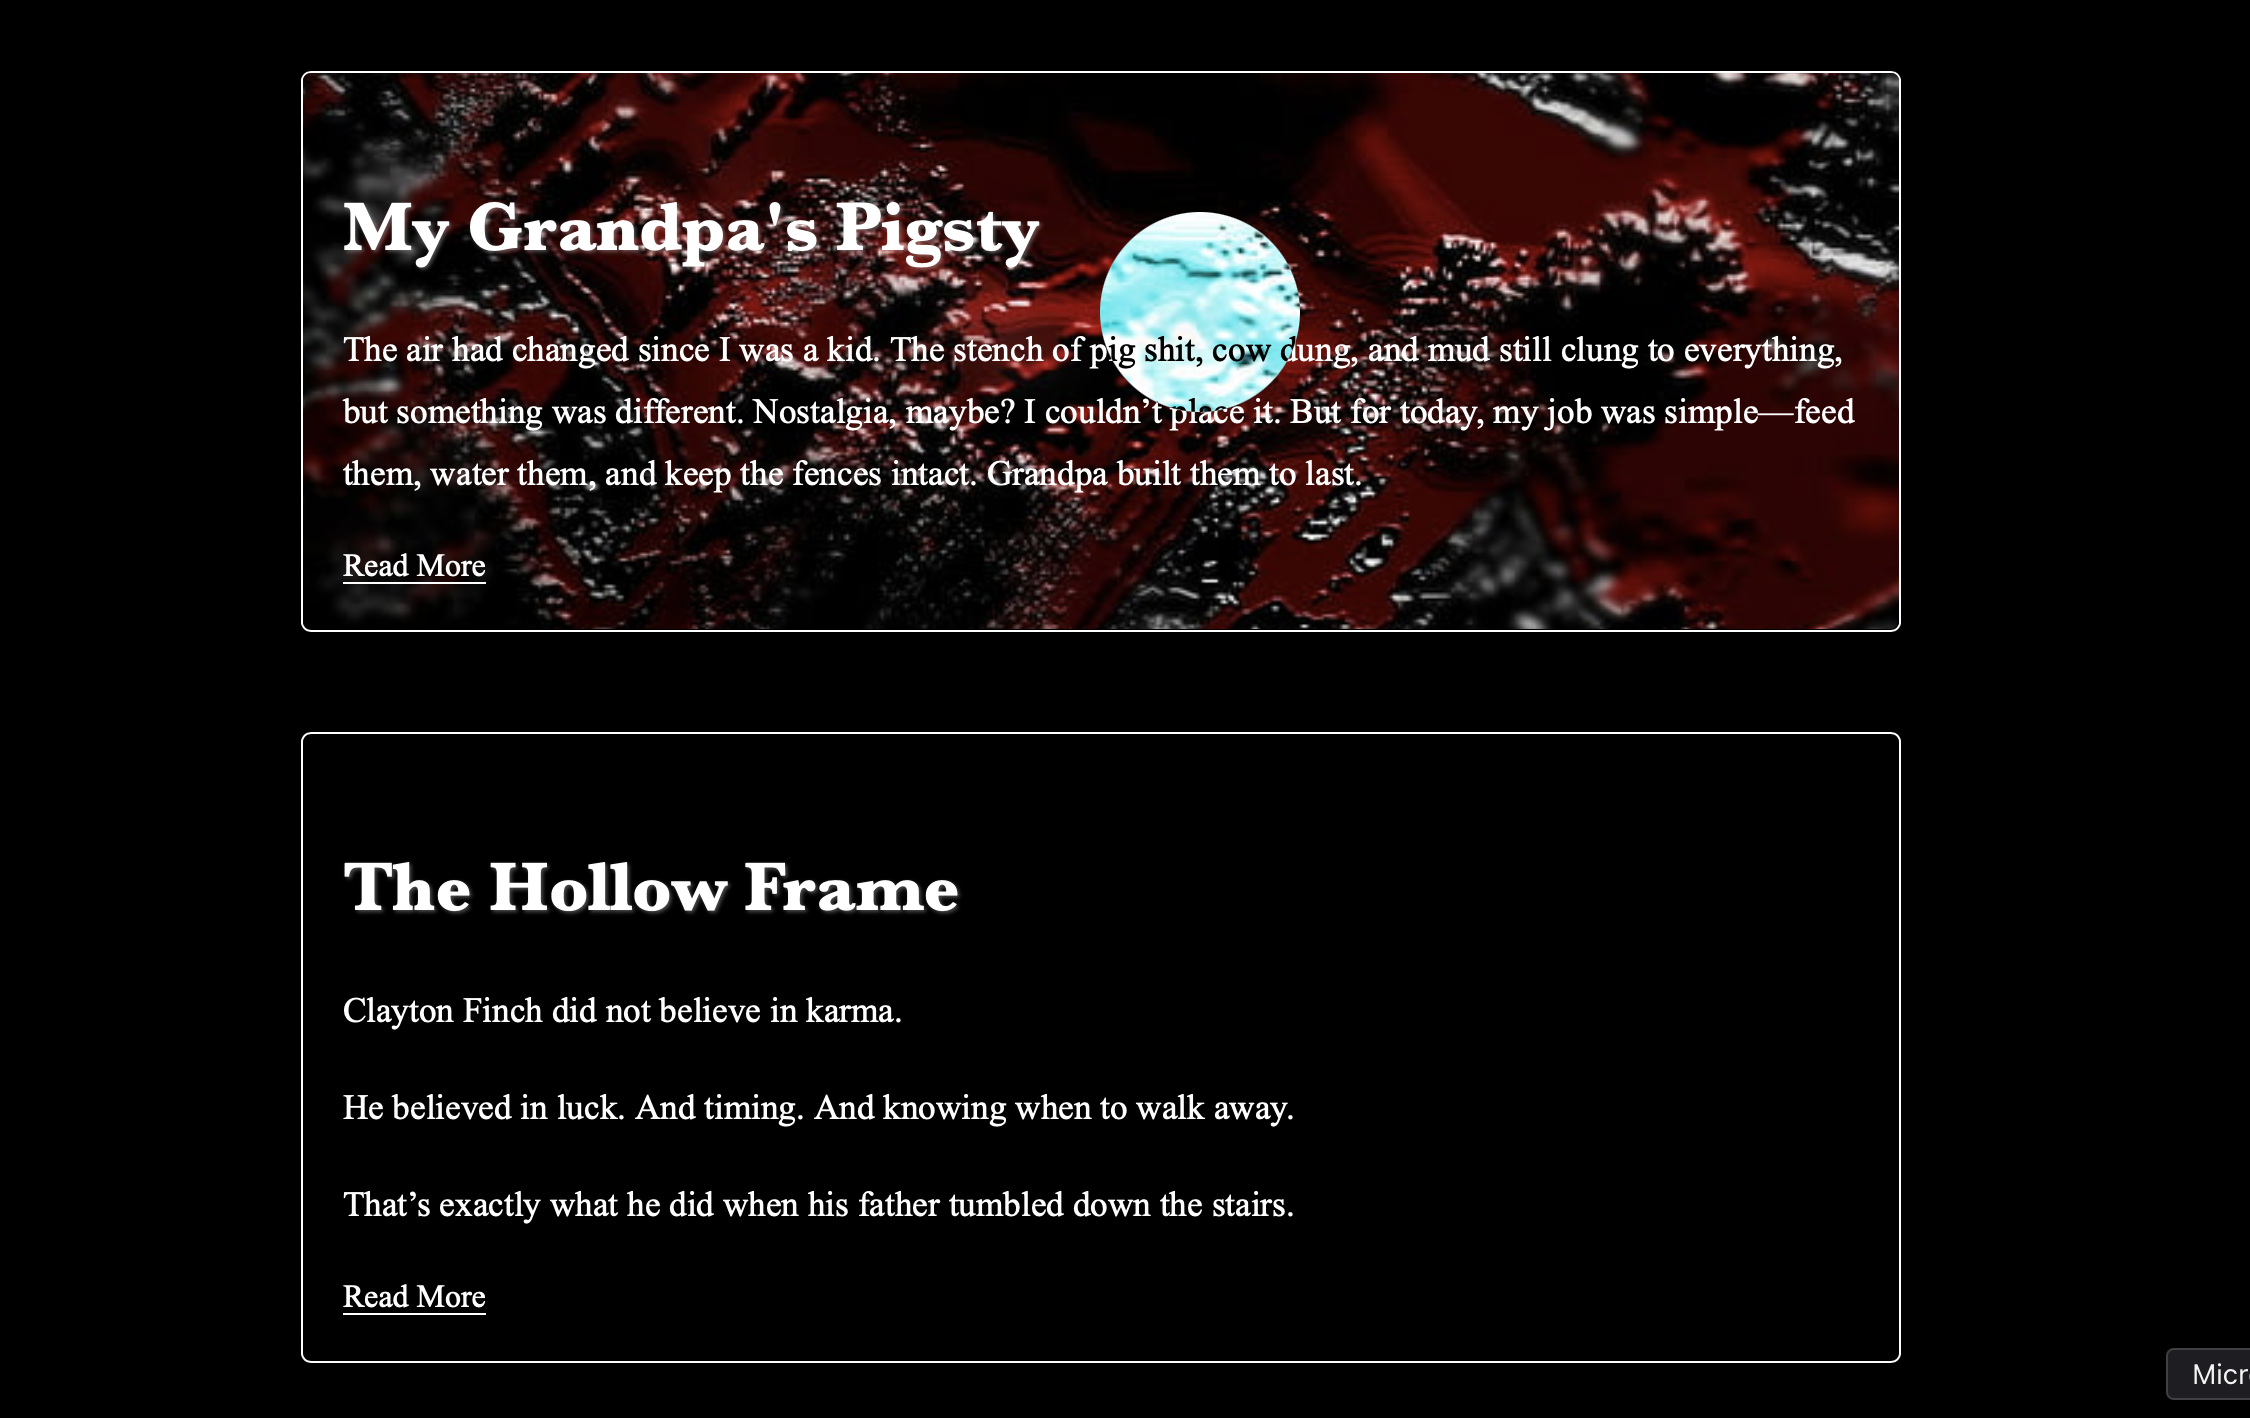 My Grandpa's Pigsty
The air had changed since I was a kid. The stench of pig shit, cow dung, and mud still clung to everything,
but something was different. Nostalgia, maybe? I couldn’t place it. But for today, my job was simple—feed
them, water them, and keep the fences intact. Grandpa built them to last.
Read More
The Hollow Frame
Clayton Finch did not believe in karma.
He believed in luck. And timing. And knowing when to walk away.
That’s exactly what he did when his father tumbled down the stairs.
Read More